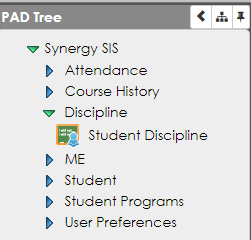 PAD Tree
Synergy SIS
Attendance
Course History
Discipline
Student Discipline
ME
Student
Student Programs
User Preferences